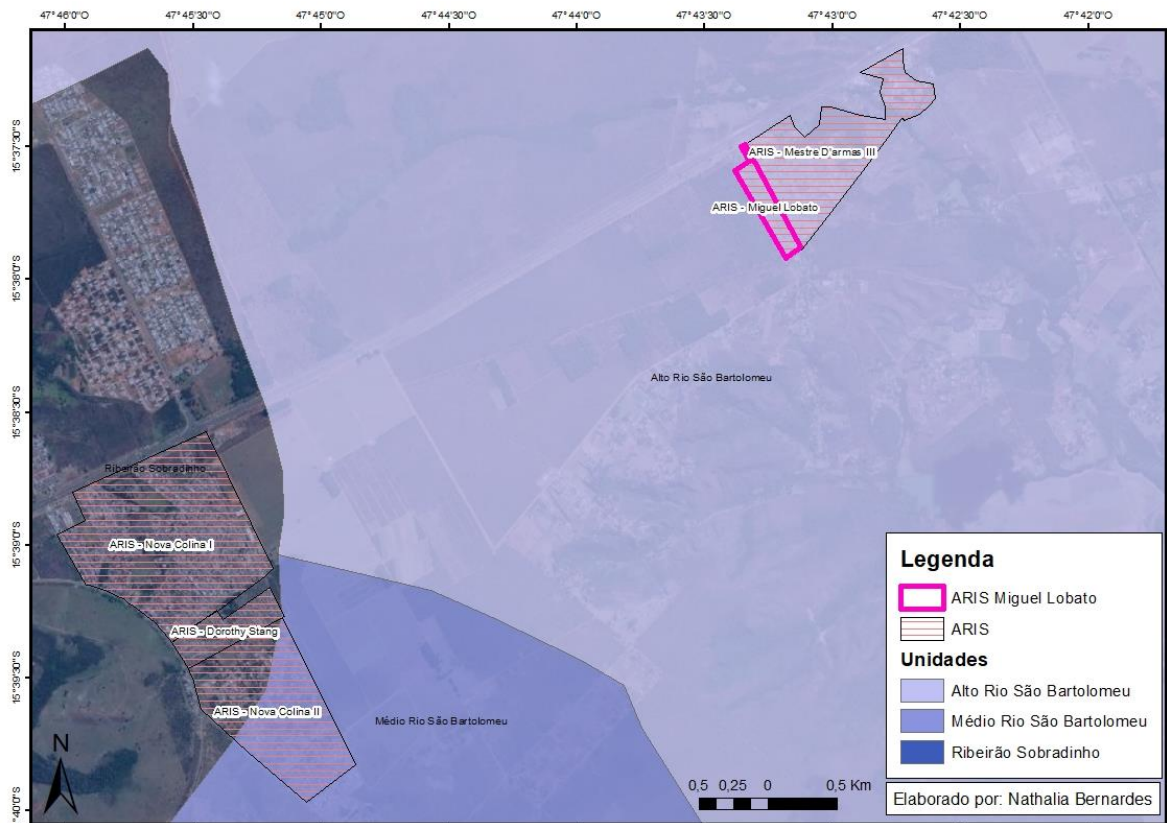 47°46'0"O 47°45'30"O 47°45'0"O 47°44'30"O 47°44'0"O 47°43'30"O 47°43'0"O 47°42'30"O 47°42'0"O
15°37'30"S
15°38'0"S
15°38'30"S
15°39'0"S
15°39'30"S
°40'0"S
ARIS - Mestre D'armas III
ARIS - Miguel Lobato
Alto Rio São Bartolomeu
Ribeirão Sobradinho
ARIS - Nova Colina I
ARIS - Dorothy Stang
ARIS - Nova Colina II
Médio Rio São Bartolomeu
N
0,5 0,25 0 0,5 Km
Legenda
ARIS Miguel Lobato
ARIS
Unidades
Alto Rio São Bartolomeu
Médio Rio São Bartolomeu
Ribeirão Sobradinho
Elaborado por: Nathalia Bernardes